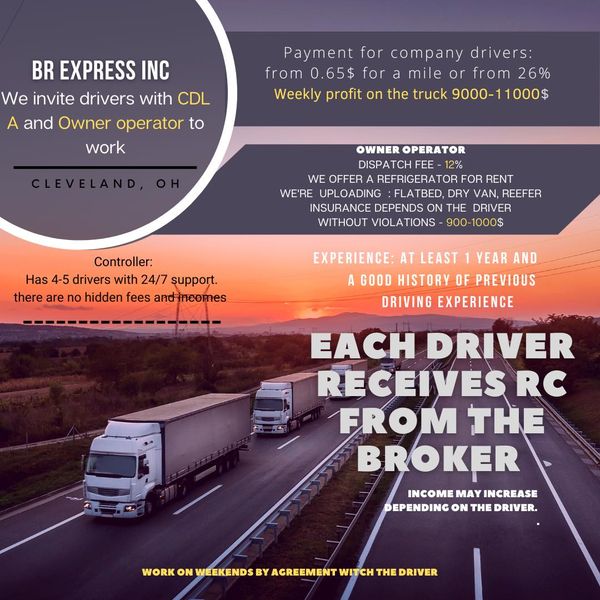 BR EXPRESS INC
We invite drivers with CDL
A and Owner operator to
work
CLEVELAND, OH
Payment for company drivers:
from 0.65$ for a mile or from 26%
Weekly profit on the truck 9000-11000$
OWNER OPERATOR
DISPATCH FEE - 12%
WE OFFER A REFRIGERATOR FOR RENT
WE'RE UPLOADING : FLATBED, DRY VAN, REEFER
INSURANCE DEPENDS ON THE DRIVER
WITHOUT VIOLATIONS - 900-1000$
Controller:
Has 4-5 drivers with 24/7 support.
there are no hidden fees and incomes
EXPERIENCE: AT LEAST 1 YEAR AND
A GOOD HISTORY OF PREVIOUS
DRIVING EXPERIENCE
EACH DRIVER
RECEIVES RC
FROM THE
BROKER
INCOME MAY INCREASE
DEPENDING ON THE DRIVER.
.
WORK ON WEEKENDS BY AGREEMENT WITCH THE DRIVER